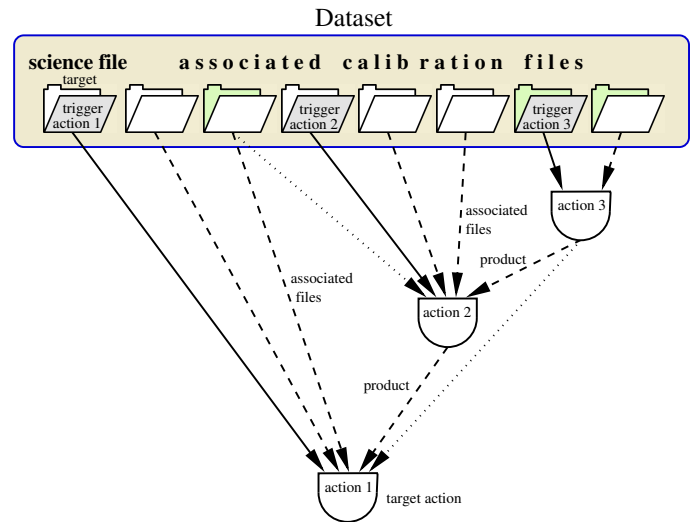 Dataset
science file
associated calibration files
target
trigger
action 1
trigger
action 2
trigger
action 3
action 3
associated
files
product
associated
files
action 2
product
action 1
target action